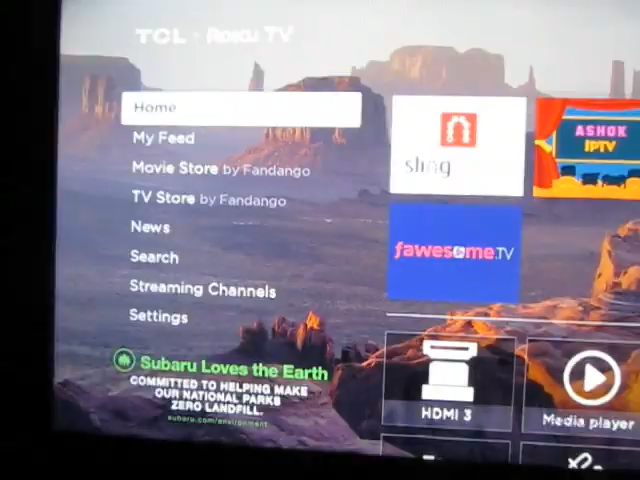 TCL · Roku TV
Home
My Feed
Movie Store by Fandango
TV Store by Fandango
News
Search
Streaming Channels
Settings
Subaru Loves the Earth
COMMITTED TO HELPING MAKE
OUR NATIONAL PARKS
ZERO LANDFILL.
subaru.com/environment
sling
ASHOK
IPTV
fawesome.TV
HDMI 3
Media player